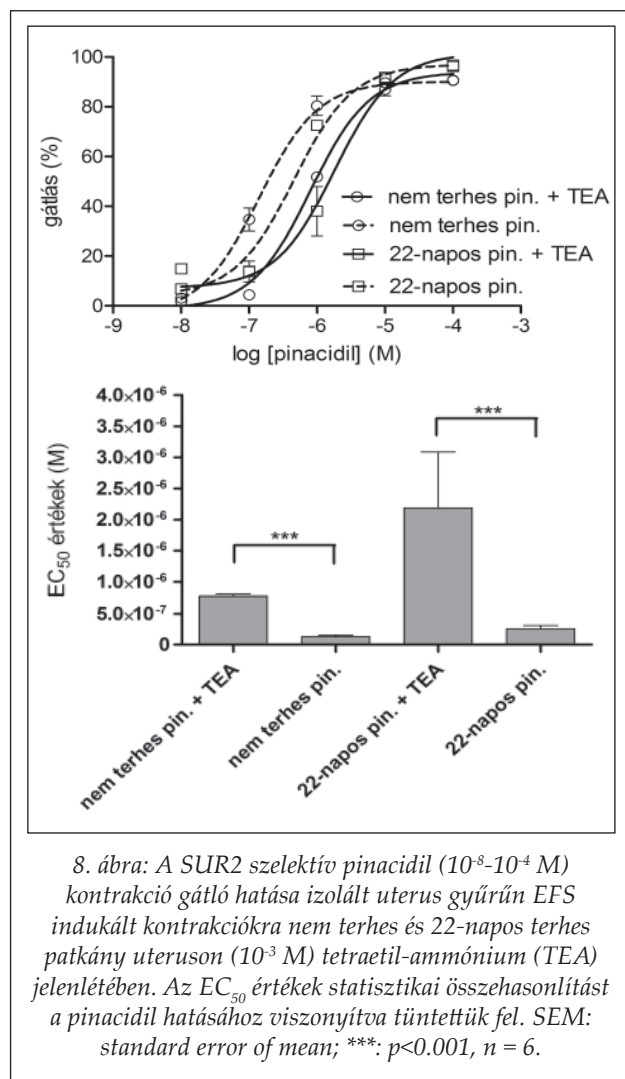 100
80
60
40
20
0
gátlás (%)
nem terhes pin. + TEA
nem terhes pin.
22-napos pin. + TEA
22-napos pin.
-9 -8 -7 -6 -5 -4 -3
log [pinacidil] (M)
4.0×10⁻⁶
3.5×10⁻⁶
3.0×10⁻⁶
2.5×10⁻⁶
2.0×10⁻⁶
1.5×10⁻⁶
1.0×10⁻⁶
5.0×10⁻⁷
0
EC₅₀ értékek (M)
***
***
nem terhes pin. + TEA
nem terhes pin.
22-napos pin. + TEA
22-napos pin.
8. ábra: A SUR2 szelektív pinacidil (10⁻⁸-10⁻⁴ M)
kontrakció gátló hatása izolált uterus gyűrűn EFS
indukált kontrakciókra nem terhes és 22-napos terhes
patkány uteruson (10⁻³ M) tetraetil-ammónium (TEA)
jelenlétében. Az EC₅₀ értékek statisztikai összehasonlítást
a pinacidil hatásához viszonyítva tüntettük fel. SEM:
standard error of mean; ***: p<0.001, n = 6.